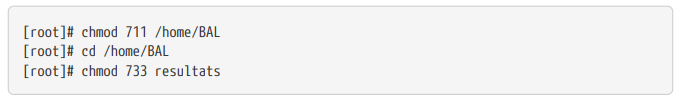 [root]# chmod 711 /home/BAL
[root]# cd /home/BAL
[root]# chmod 733 resultats